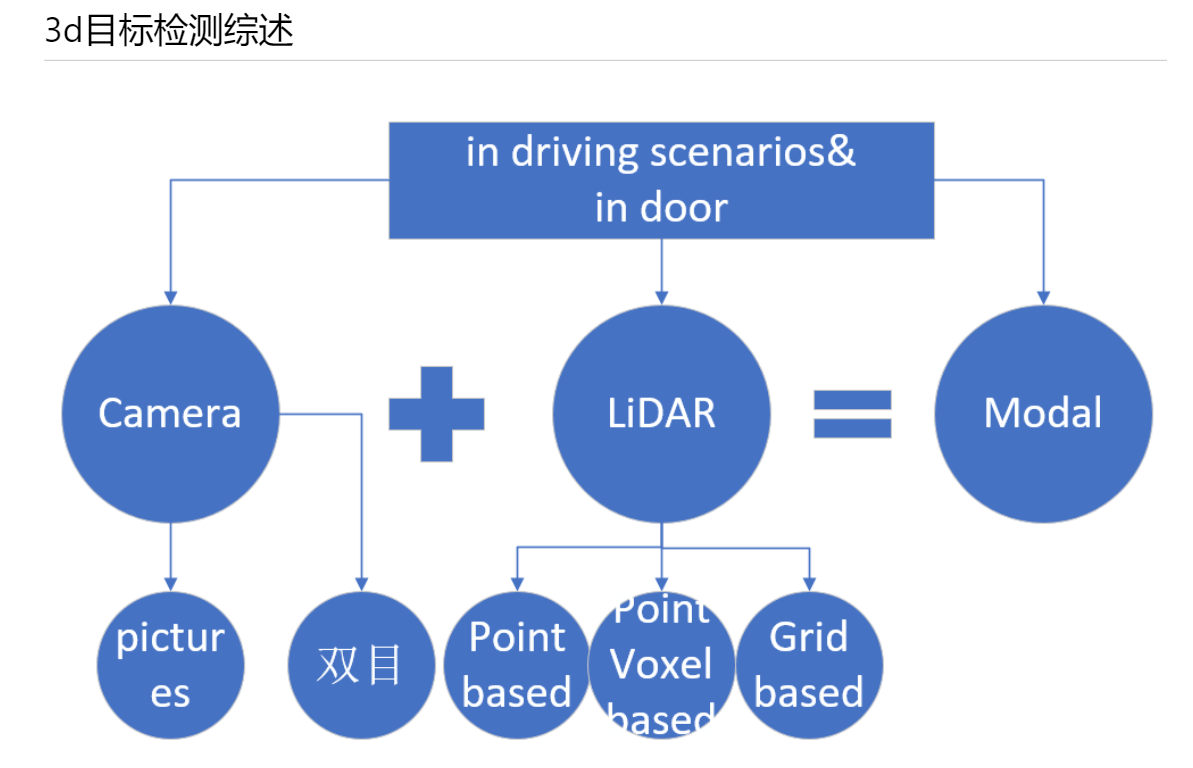 3d目标检测综述
in driving scenarios&
in door
Camera
LiDAR
Modal
pictur
es
双目
Point
based
Point
Voxel
based
Grid
based